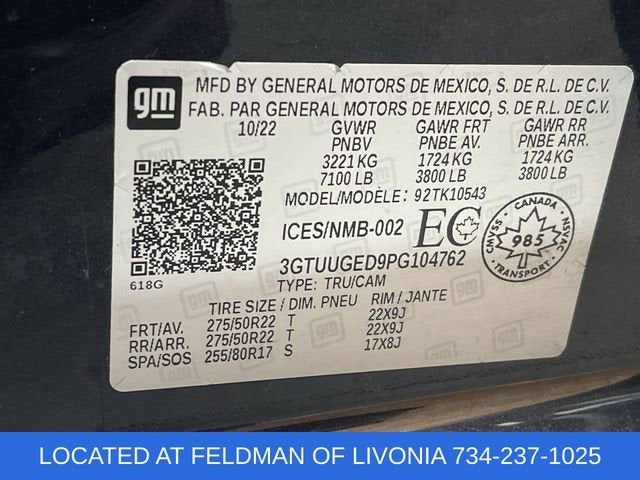 gm
MFD BY GENERAL MOTORS DE MEXICO, S. DE R.L. DE C.V.
FAB. PAR GENERAL MOTORS DE MEXICO, S. DE R.L. DE C.V.
10/22 GVWR GAWR FRT GAWR RR
PNBV PNBE AV. PNBE ARR.
3221 KG 1724 KG 1724 KG
7100 LB 3800 LB 3800 LB
MODEL/MODÈLE: 92TK10543
ICES/NMB-002 EC
CANADA
CMVSS 985 NSVAC
TRANSPORT
3GTUUGED9PG104762
618G
TYPE: TRU/CAM
TIRE SIZE / DIM. PNEU RIM / JANTE
FRT/AV. 275/50R22 T 22X9J
RR/ARR. 275/50R22 T 22X9J
SPA/SOS 255/80R17 S 17X8J
LOCATED AT FELDMAN OF LIVONIA 734-237-1025